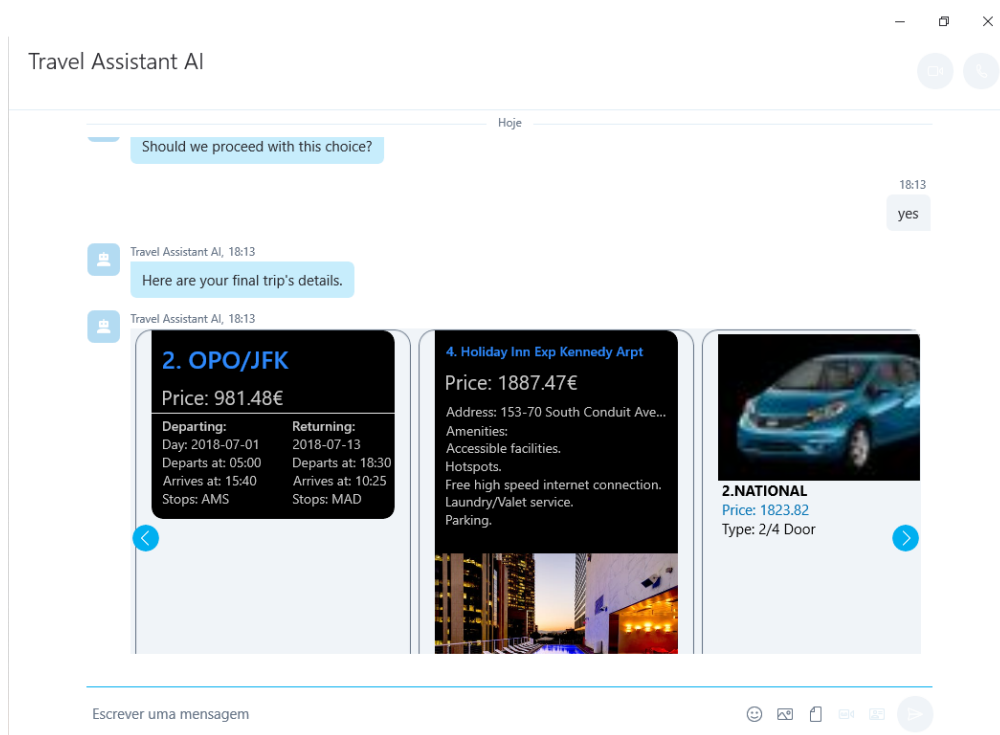 Travel Assistant AI
Hoje
Should we proceed with this choice?
18:13
yes
Travel Assistant AI, 18:13
Here are your final trip's details.
Travel Assistant AI, 18:13
2. OPO/JFK
Price: 981.48€
Departing:
Day: 2018-07-01
Departs at: 05:00
Arrives at: 15:40
Stops: AMS
Returning:
2018-07-13
Departs at: 18:30
Arrives at: 10:25
Stops: MAD
4. Holiday Inn Exp Kennedy Arpt
Price: 1887.47€
Address: 153-70 South Conduit Ave...
Amenities:
Accessible facilities.
Hotspots.
Free high speed internet connection.
Laundry/Valet service.
Parking.
2.NATIONAL
Price: 1823.82
Type: 2/4 Door
Escrever uma mensagem